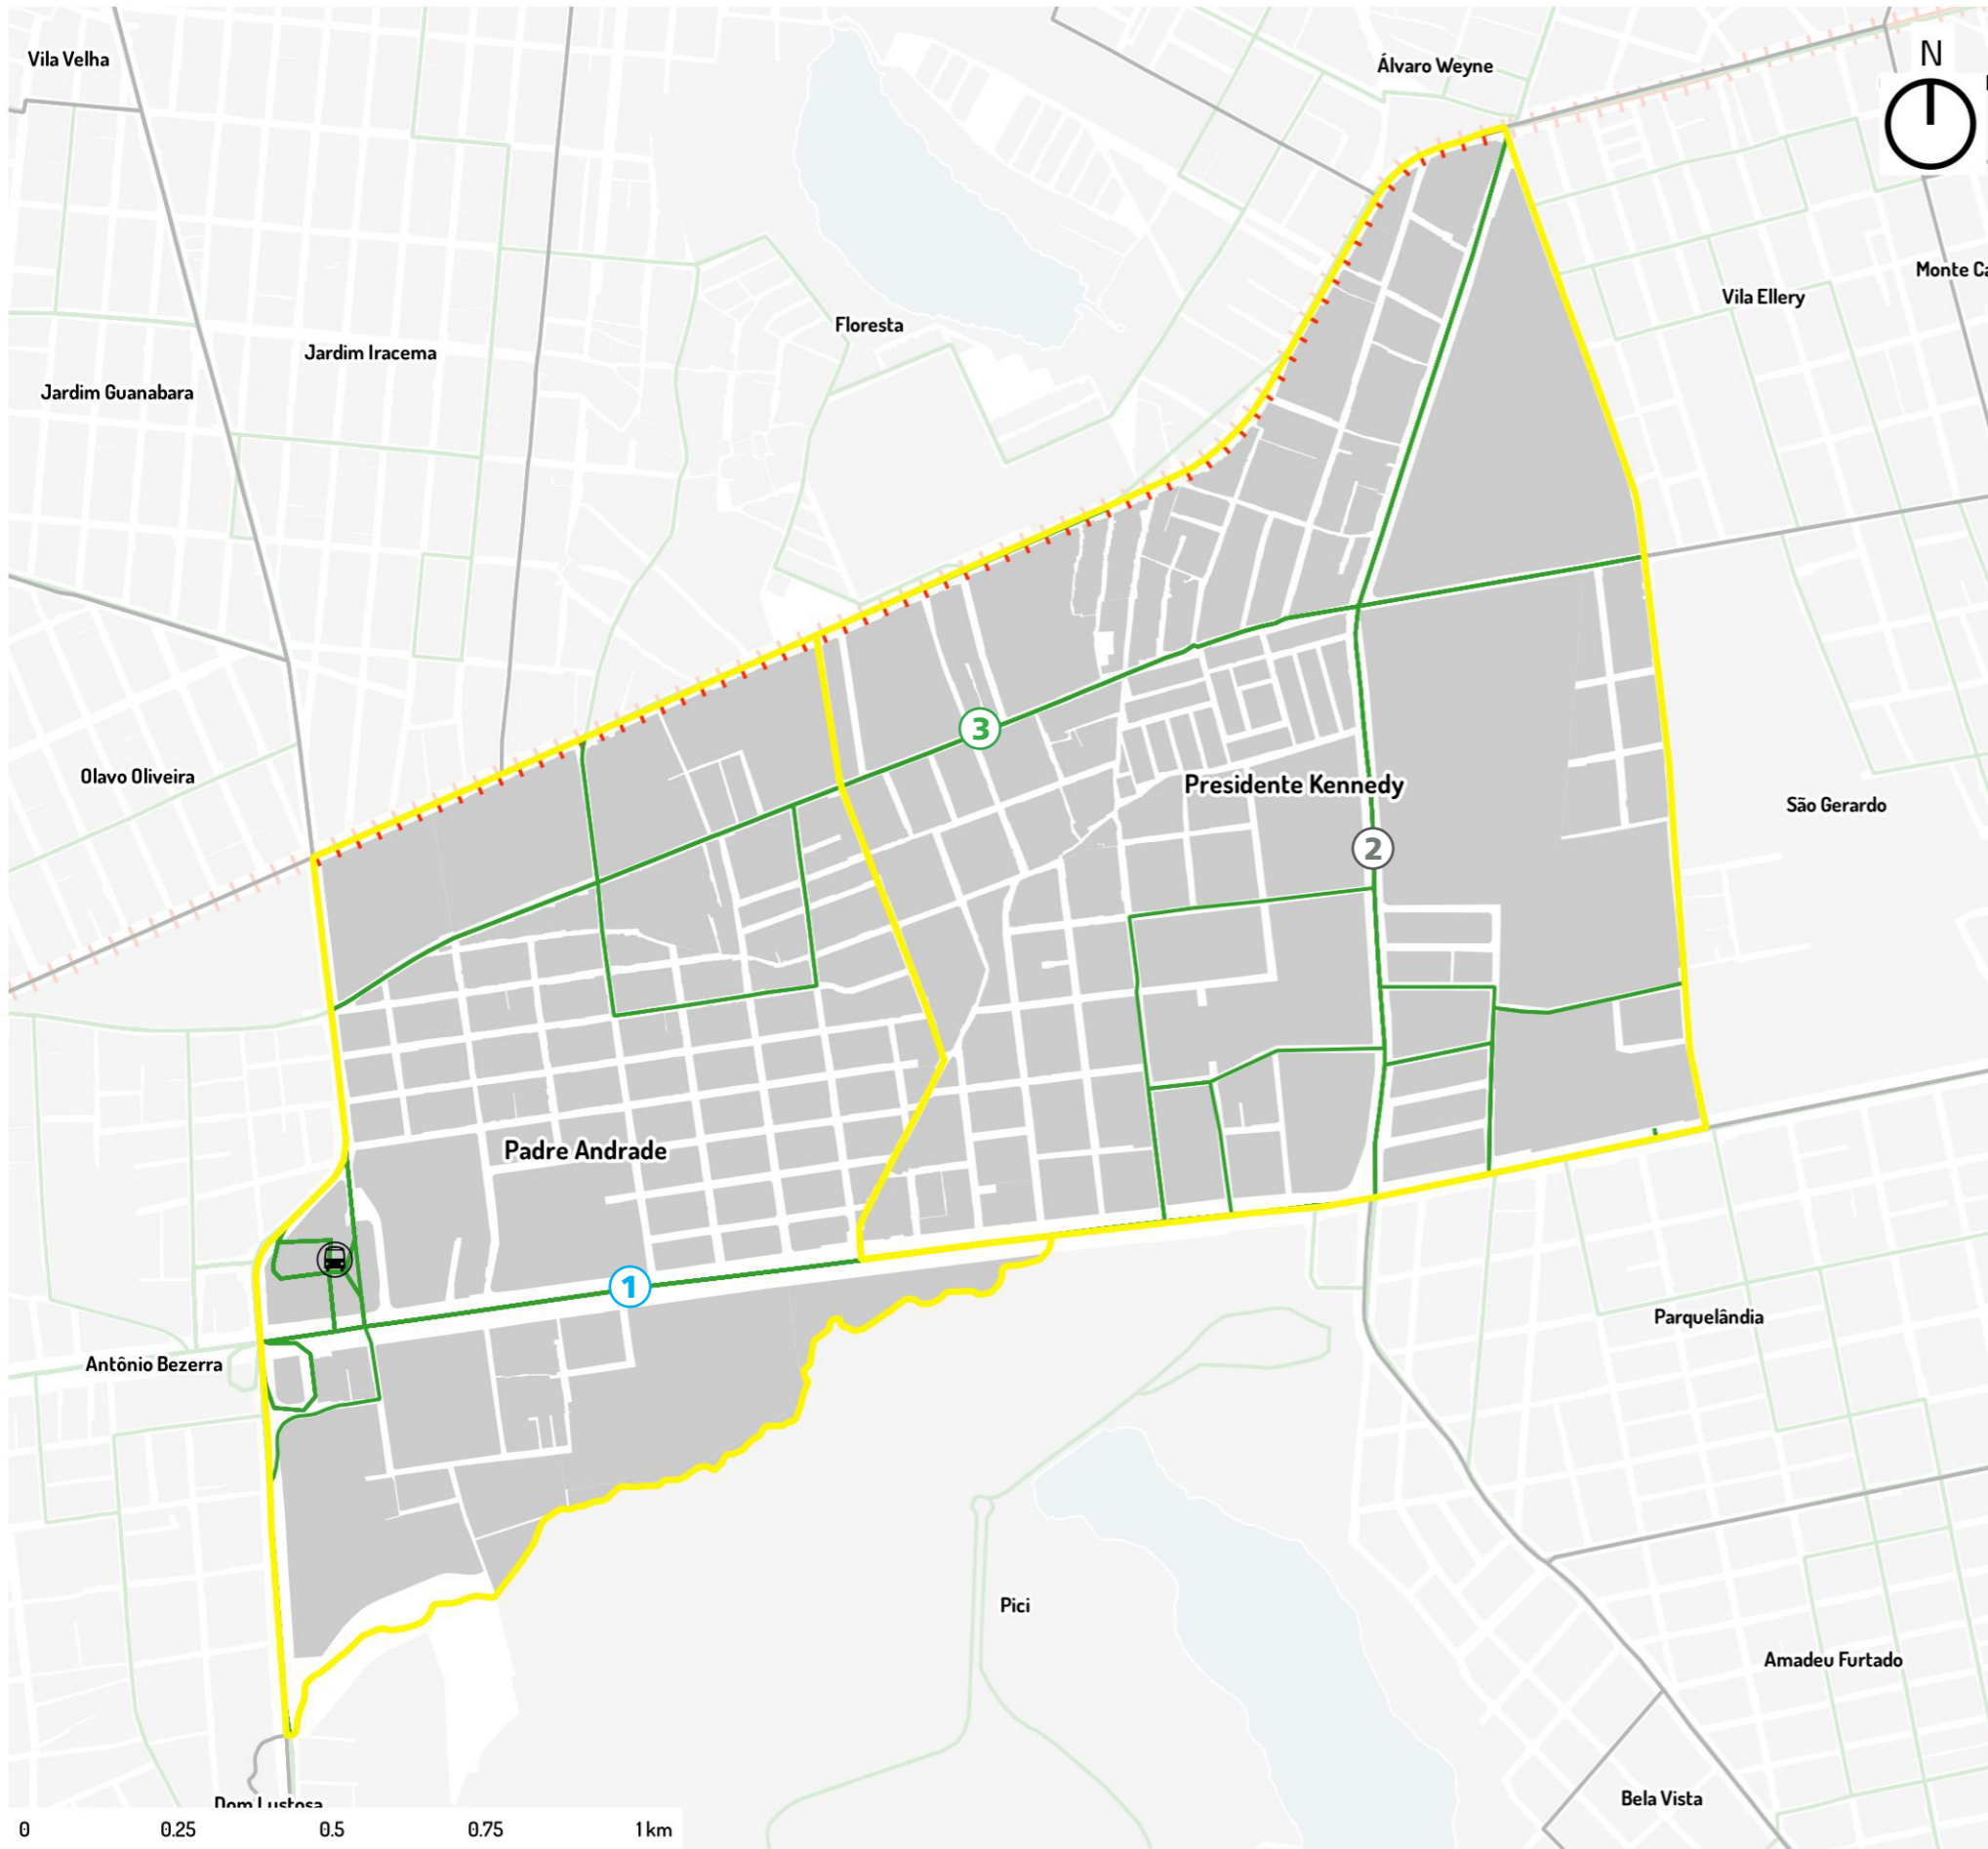 Vila Velha
Álvaro Weyne
N
Monte Ca
Vila Ellery
Floresta
Jardim Iracema
Jardim Guanabara
3
Olavo Oliveira
Presidente Kennedy
São Gerardo
2
Padre Andrade
1
Parquelândia
Antônio Bezerra
Pici
Amadeu Furtado
Bela Vista
Dom Lustosa
0 0.25 0.5 0.75 1 km